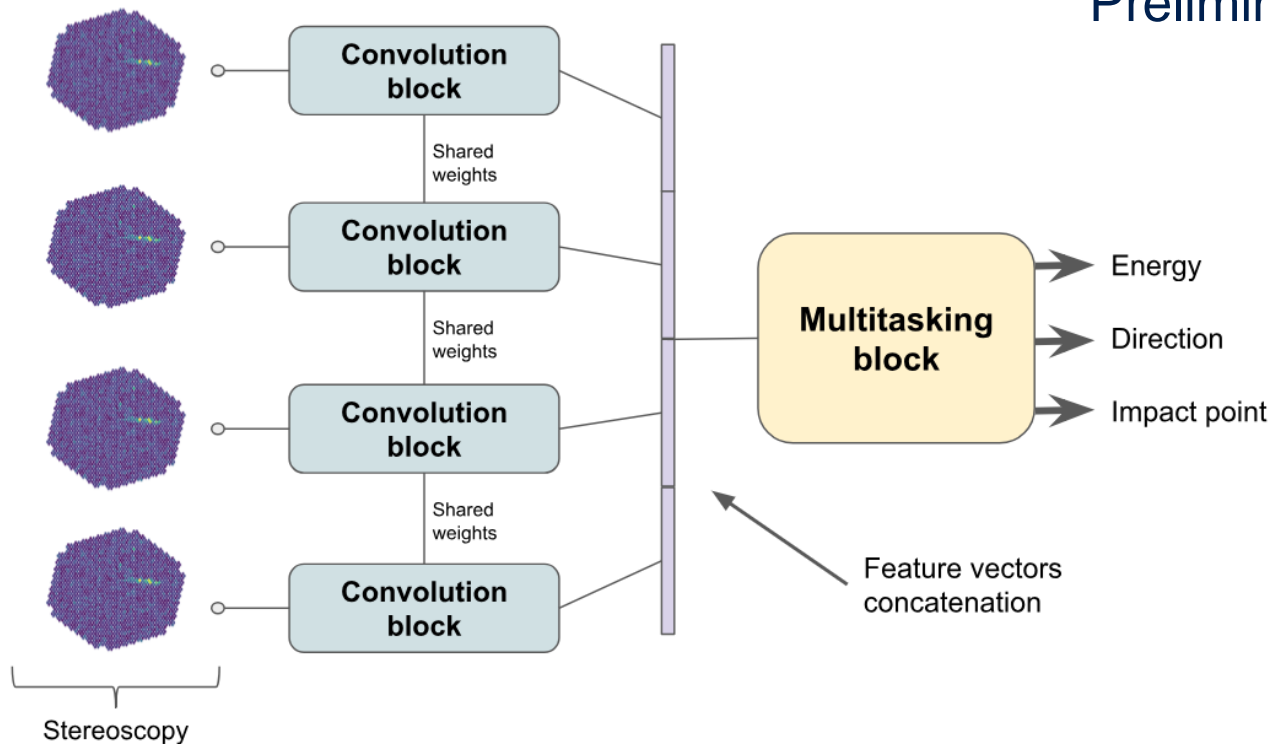 Prelimin
Convolution
block
Shared
weights
Convolution
block
Shared
weights
Convolution
block
Shared
weights
Convolution
block
Multitasking
block
Energy
Direction
Impact point
Feature vectors
concatenation
Stereoscopy